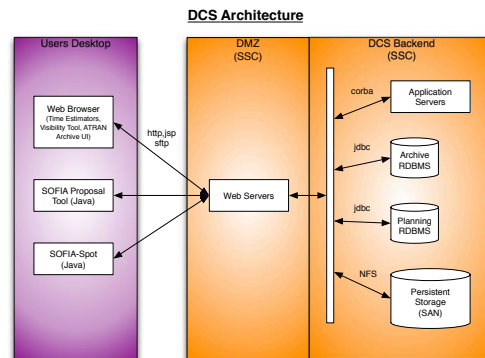 DCS Architecture
Users Desktop
DMZ
(SSC)
DCS Backend
(SSC)
Web Browser
(Time Estimators,
Visibility Tool, ATRAN
Archive UI)
http,jsp
sftp
SOFIA Proposal
Tool (Java)
SOFIA-Spot
(Java)
Web Servers
corba
Application
Servers
jdbc
Archive
RDBMS
jdbc
Planning
RDBMS
NFS
Persistent
Storage
(SAN)